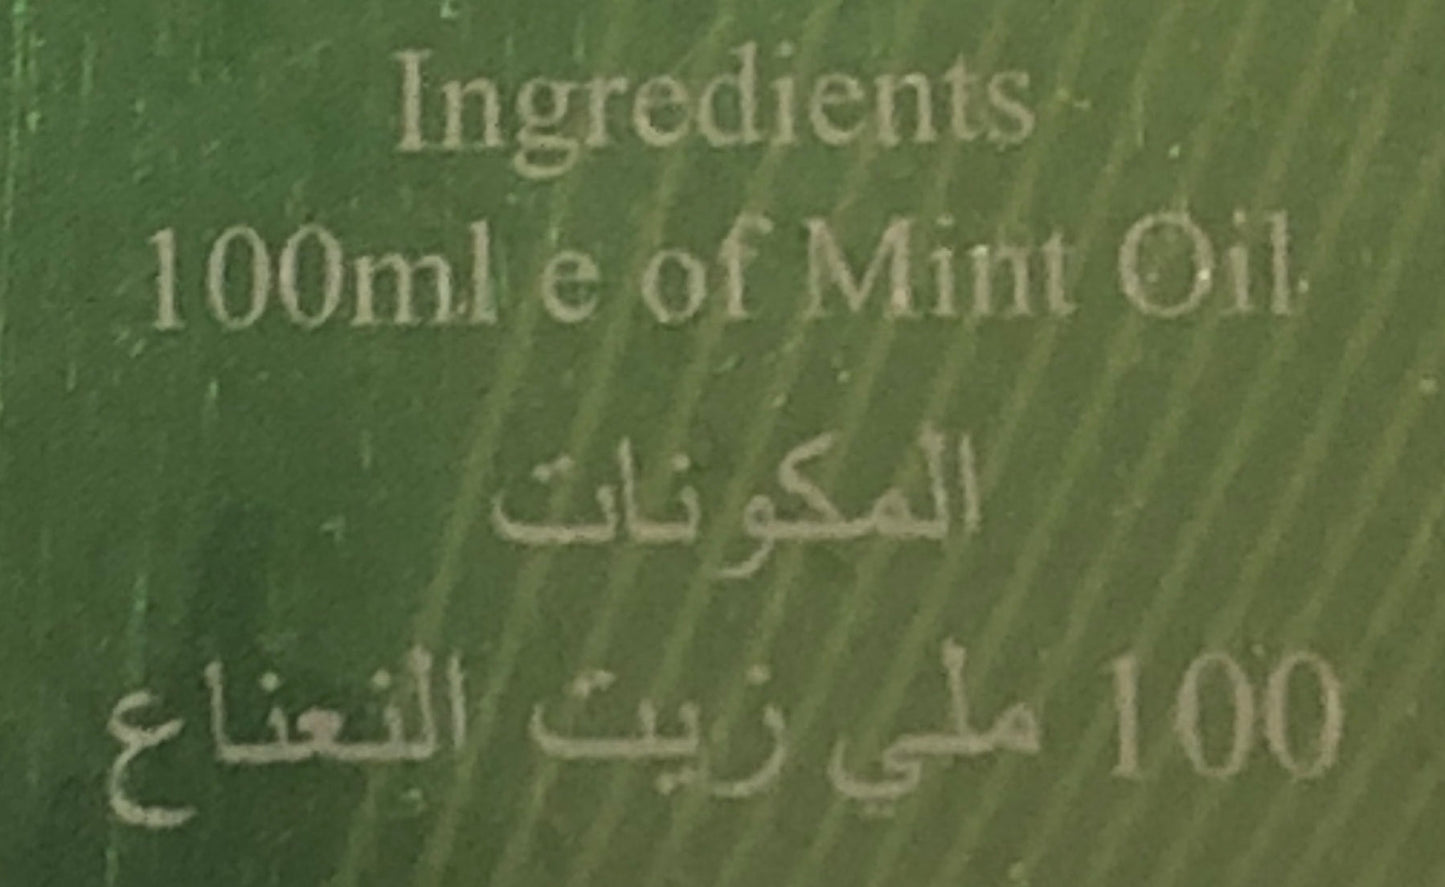 Ingredients
100ml e of Mint Oil
المكونات
100 ملي زيت النعناع